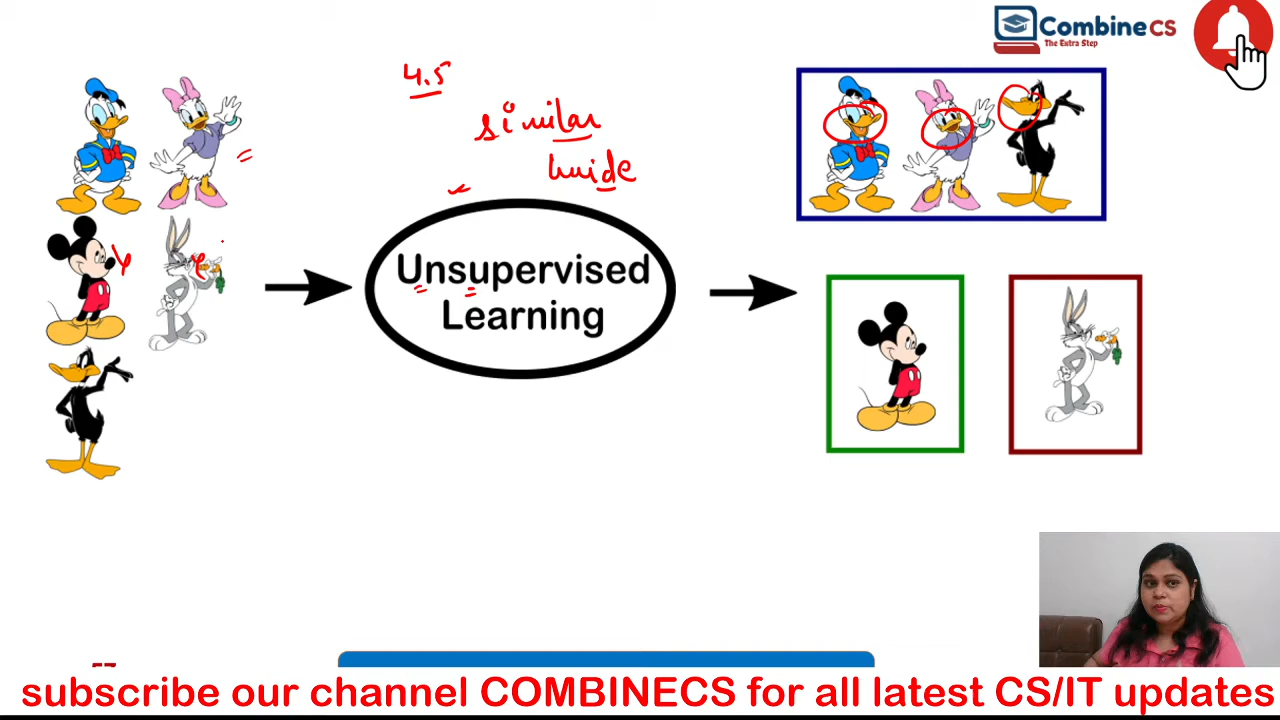 CombineCS
The Extra Step
4.5
similar
Unsupervised
Learning
subscribe our channel COMBINECS for all latest CS/IT updates